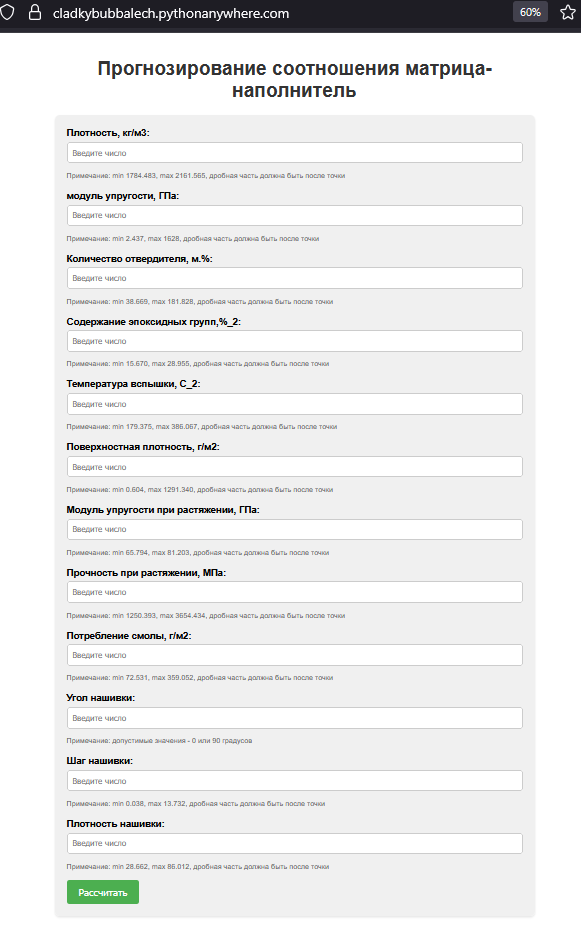 cladkybubbalech.pythonanywhere.com
60%
Прогнозирование соотношения матрица-
наполнитель
Плотность, кг/м3:
Введите число
Примечание: min 1784.483, max 2161.565, дробная часть должна быть после точки
модуль упругости, ГПа:
Введите число
Примечание: min 2.437, max 1628, дробная часть должна быть после точки
Количество отвердителя, м.%:
Введите число
Примечание: min 38.669, max 181.828, дробная часть должна быть после точки
Содержание эпоксидных групп,%_2:
Введите число
Примечание: min 15.670, max 28.955, дробная часть должна быть после точки
Температура вспышки, С_2:
Введите число
Примечание: min 179.375, max 386.067, дробная часть должна быть после точки
Поверхностная плотность, г/м2:
Введите число
Примечание: min 0.604, max 1291.340, дробная часть должна быть после точки
Модуль упругости при растяжении, ГПа:
Введите число
Примечание: min 65.794, max 81.203, дробная часть должна быть после точки
Прочность при растяжении, МПа:
Введите число
Примечание: min 1250.393, max 3654.434, дробная часть должна быть после точки
Потребление смолы, г/м2:
Введите число
Примечание: min 72.531, max 359.052, дробная часть должна быть после точки
Угол нашивки:
Введите число
Примечание: допустимые значения - 0 или 90 градусов
Шаг нашивки:
Введите число
Примечание: min 0.038, max 13.732, дробная часть должна быть после точки
Плотность нашивки:
Введите число
Примечание: min 28.662, max 86.012, дробная часть должна быть после точки
Рассчитать